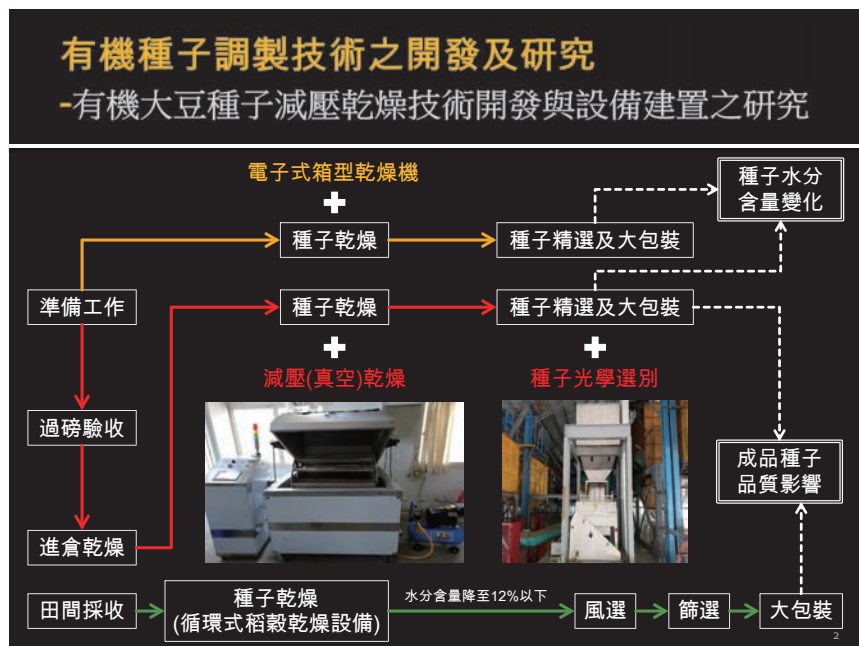 有機種子調製技術之開發及研究
-有機大豆種子減壓乾燥技術開發與設備建置之研究
電子式箱型乾燥機
種子水分
含量變化
種子乾燥
種子精選及大包裝
準備工作
種子乾燥
種子精選及大包裝
減壓(真空)乾燥
種子光學選別
過磅驗收
成品種子
品質影響
進倉乾燥
田間採收
種子乾燥
(循環式稻榖乾燥設備)
水分含量降至12%以下
風選
篩選
大包裝
2